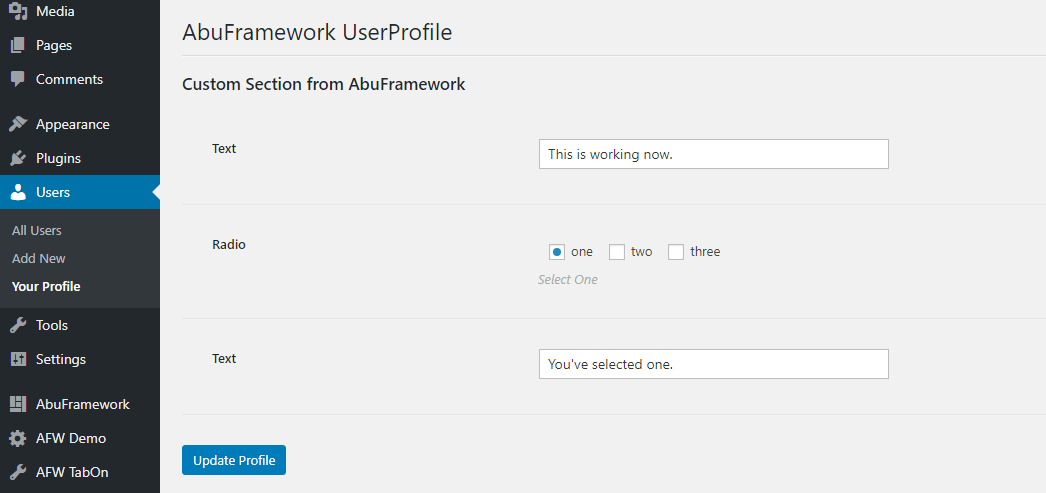 Media
Pages
Comments
Appearance
Plugins
Users
All Users
Add New
Your Profile
Tools
Settings
AbuFramework
AFW Demo
AFW TabOn
AbuFramework UserProfile
Custom Section from AbuFramework
Text
This is working now.
Radio
one two three
Select One
Text
You've selected one.
Update Profile